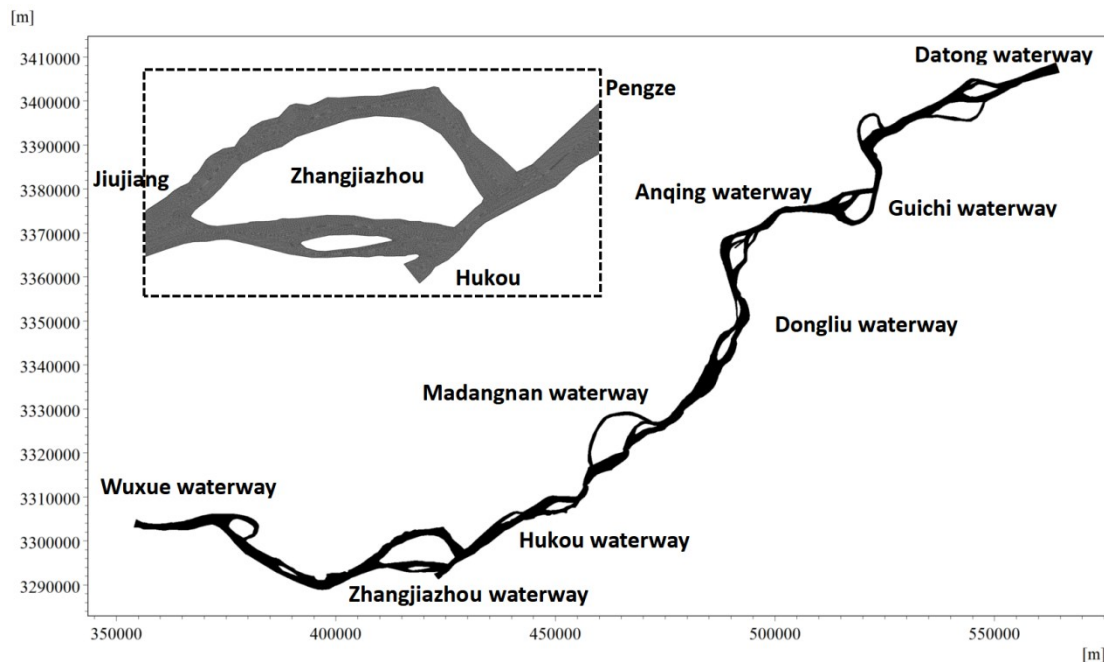 [m]
3410000
Datong waterway
3400000
Pengze
3390000
Jiujiang
Zhangjiazhou
3380000
Anqing waterway
Guichi waterway
3370000
Hukou
3360000
3350000
Dongliu waterway
3340000
Madangnan waterway
3330000
3320000
Wuxue waterway
3310000
Hukou waterway
3300000
Zhangjiazhou waterway
3290000
350000 400000 450000 500000 550000
[m]